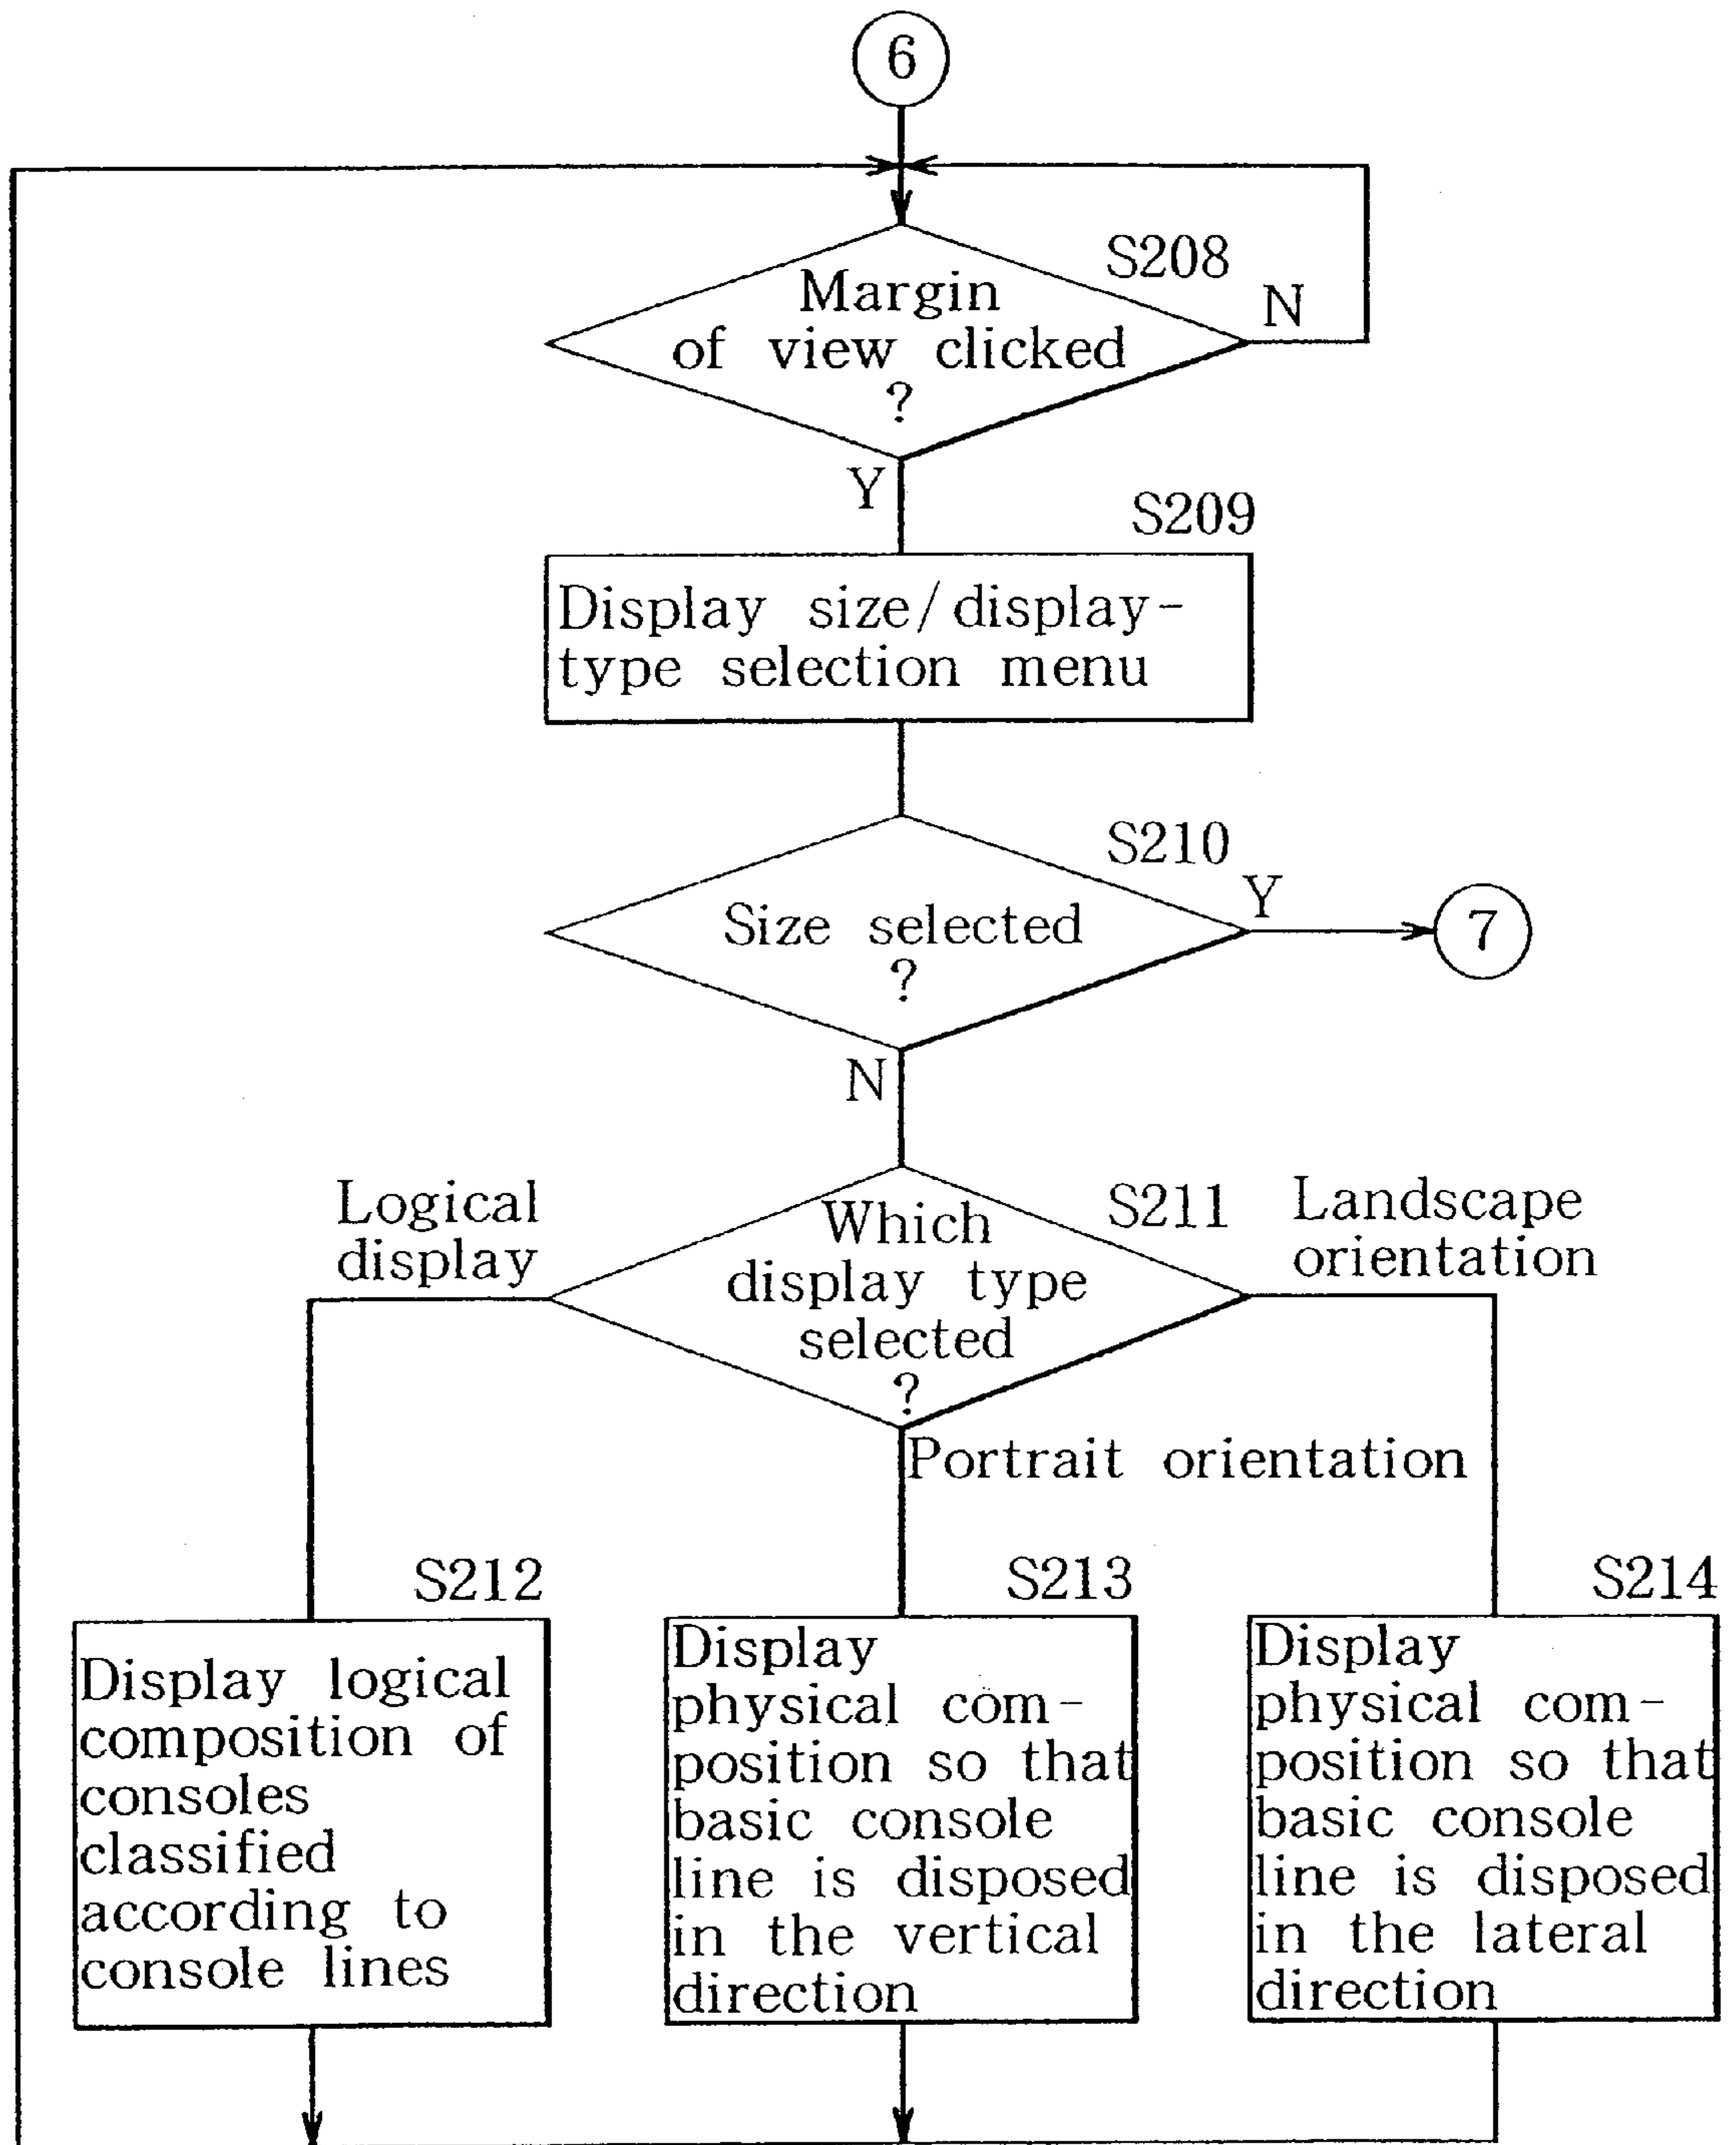 6
S208
Margin
of view clicked
?
N
Y
S209
Display size/display-
type selection menu
S210
Size selected
?
Y
7
N
Logical
display
S211
Which
display type
selected
?
Landscape
orientation
Portrait orientation
S212
Display logical
composition of
consoles
classified
according to
console lines
S213
Display
physical com-
position so that
basic console
line is disposed
in the vertical
direction
S214
Display
physical com-
position so that
basic console
line is disposed
in the lateral
direction